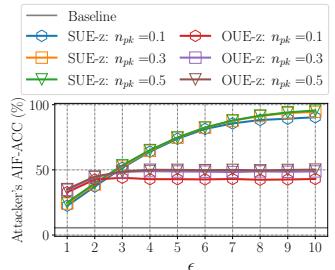 Baseline
SUE-z: n_pk = 0.1 OUE-z: n_pk = 0.1
SUE-z: n_pk = 0.3 OUE-z: n_pk = 0.3
SUE-z: n_pk = 0.5 OUE-z: n_pk = 0.5
Attacker's AIF-ACC (%)
100
50
0
1 2 3 4 5 6 7 8 9 10
ϵ